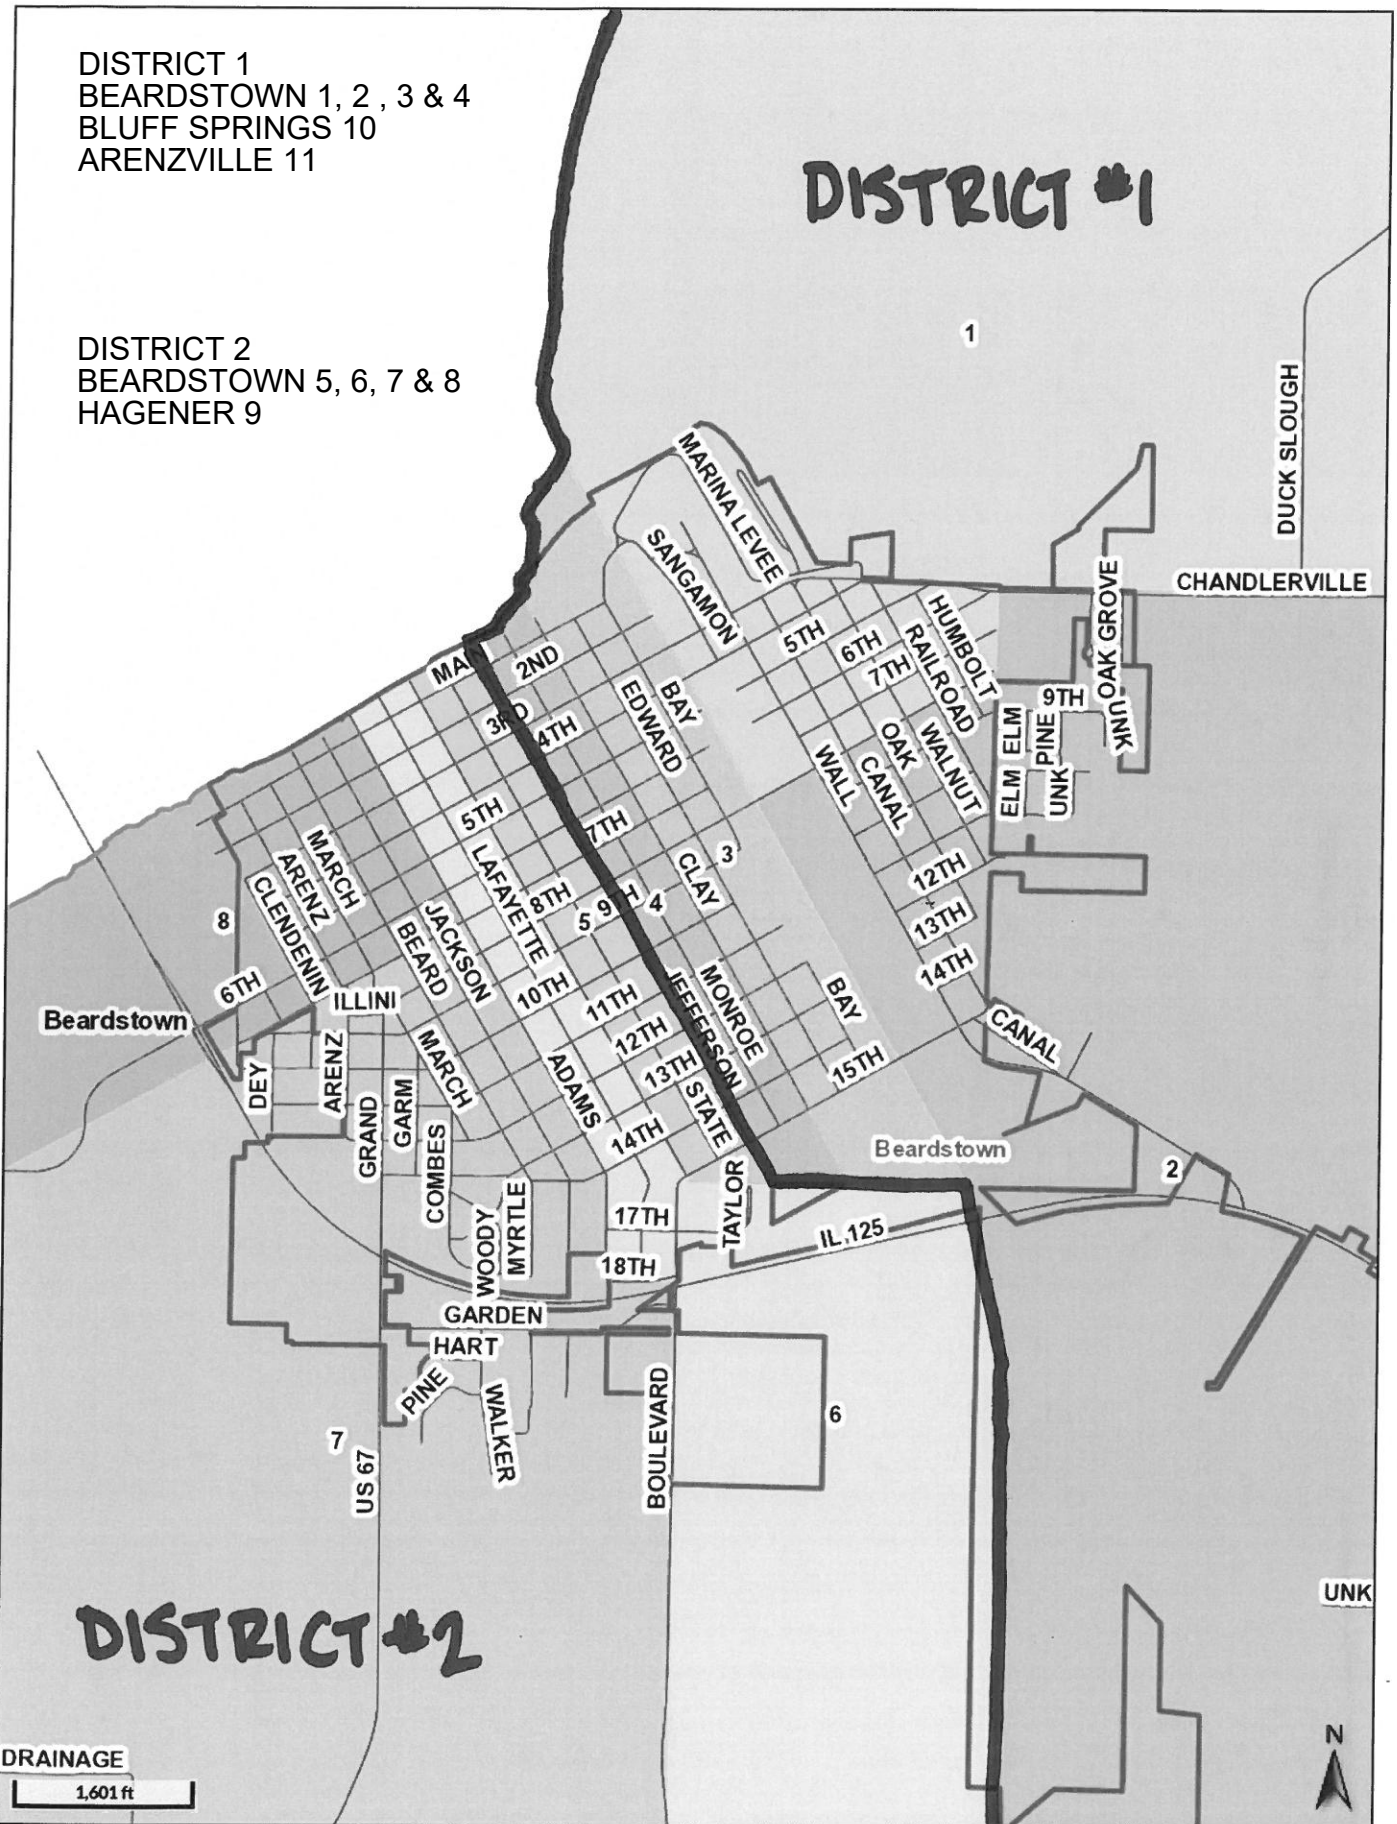 DISTRICT 1
BEARDSTOWN 1, 2 , 3 & 4
BLUFF SPRINGS 10
ARENZVILLE 11
DISTRICT #1
1
DISTRICT 2
BEARDSTOWN 5, 6, 7 & 8
HAGENER 9
DUCK SLOUGH
MARINA LEVEE
SANGAMON
CHANDLERVILLE
OAK GROVE
HUMBOLT
RAILROAD
5TH
6TH
7TH
MAIN
2ND
3RD
4TH
EDWARD
BAY
9TH
UNK
ELM
ELM
PINE
UNK
OAK
WALNUT
CANAL
WALL
5TH
7TH
MARCH
ARENZ
CLENDENIN
LAFAYETTE
8TH
9TH
5
4
3
CLAY
12TH
13TH
14TH
8
6TH
JACKSON
BEARD
10TH
11TH
12TH
13TH
JEFFERSON
MONROE
BAY
15TH
CANAL
ILLINI
Beardstown
DEY
ARENZ
GRAND
GARM
MARCH
COMBES
ADAMS
14TH
STATE
TAYLOR
Beardstown
2
WOODY
MYRTLE
17TH
18TH
IL 125
GARDEN
HART
PINE
WALKER
BOULEVARD
6
7
US 67
UNK
DISTRICT #2
DRAINAGE
1,601 ft
N